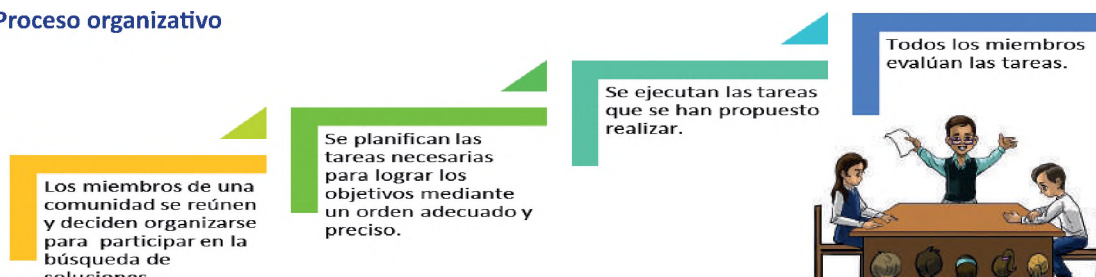 Proceso organizativo
Los miembros de una
comunidad se reúnen
y deciden organizarse
para participar en la
búsqueda de
soluciones
Se planifican las
tareas necesarias
para lograr los
objetivos mediante
un orden adecuado y
preciso.
Se ejecutan las tareas
que se han propuesto
realizar.
Todos los miembros
evalúan las tareas.